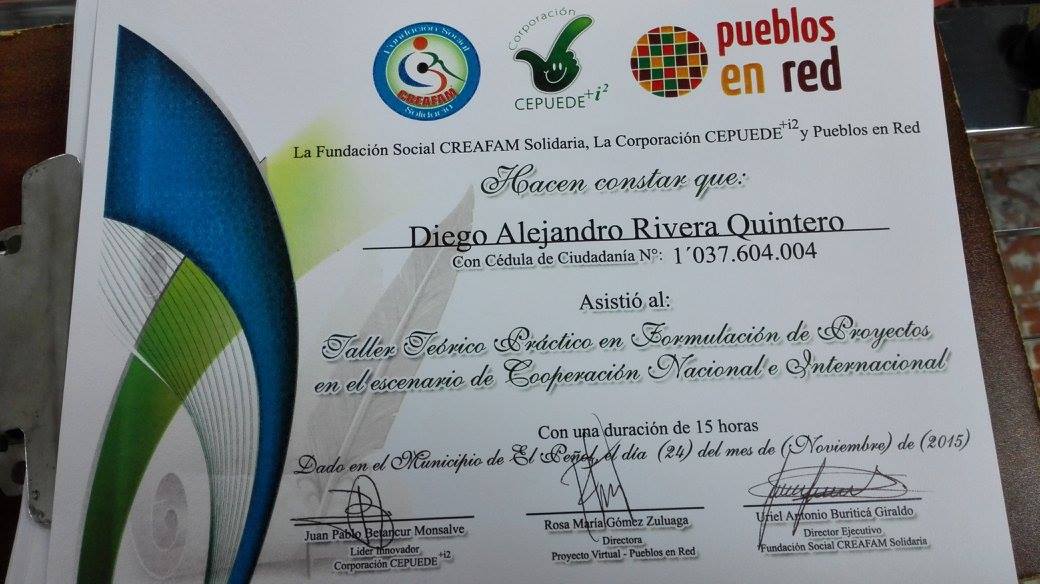 Fundación Social
CREAFAM
Solidaria
Corporación
CEPUEDE+i²
pueblos
en red
La Fundación Social CREAFAM Solidaria, La Corporación CEPUEDE+i2 y Pueblos en Red
Hacen constar que:
Diego Alejandro Rivera Quintero
Con Cédula de Ciudadanía N°: 1´037.604.004
Asistió al:
Taller Teórico Práctico en Formulación de Proyectos
en el escenario de Cooperación Nacional e Internacional
Con una duración de 15 horas
Dado en el Municipio de El Peñol, el día (24) del mes de (Noviembre) de (2015)
Juan Pablo Betancur Monsalve
Líder Innovador
Corporación CEPUEDE+i2
Rosa María Gómez Zuluaga
Directora
Proyecto Virtual - Pueblos en Red
Uriel Antonio Buriticá Giraldo
Director Ejecutivo
Fundación Social CREAFAM Solidaria